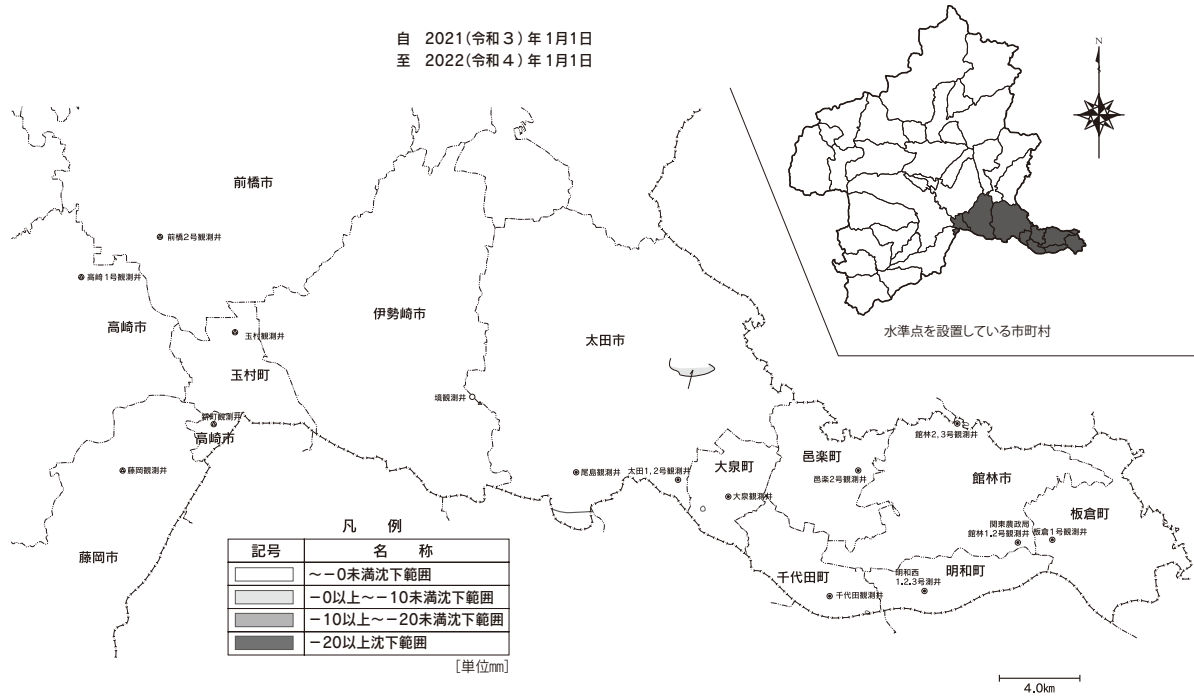 自 2021(令和3)年1月1日
至 2022(令和4)年1月1日
N
水準点を設置している市町村
前橋市
前橋2号観測井
高崎1号観測井
高崎市
玉村観測井
玉村町
伊勢崎市
太田市
境観測井
新町観測井
高崎市
藤岡観測井
藤岡市
尾島観測井
太田1,2号観測井
大泉町
大泉観測井
邑楽町
邑楽2号観測井
館林2,3号観測井
館林市
板倉町
関東農政局
館林1.2号観測井
板倉1号観測井
千代田町
千代田観測井
明和西
1.2.3号測井
明和町
凡 例
記号 名 称
～－0未満沈下範囲
－0以上～－10未満沈下範囲
－10以上～－20未満沈下範囲
－20以上沈下範囲
[単位㎜]
4.0㎞